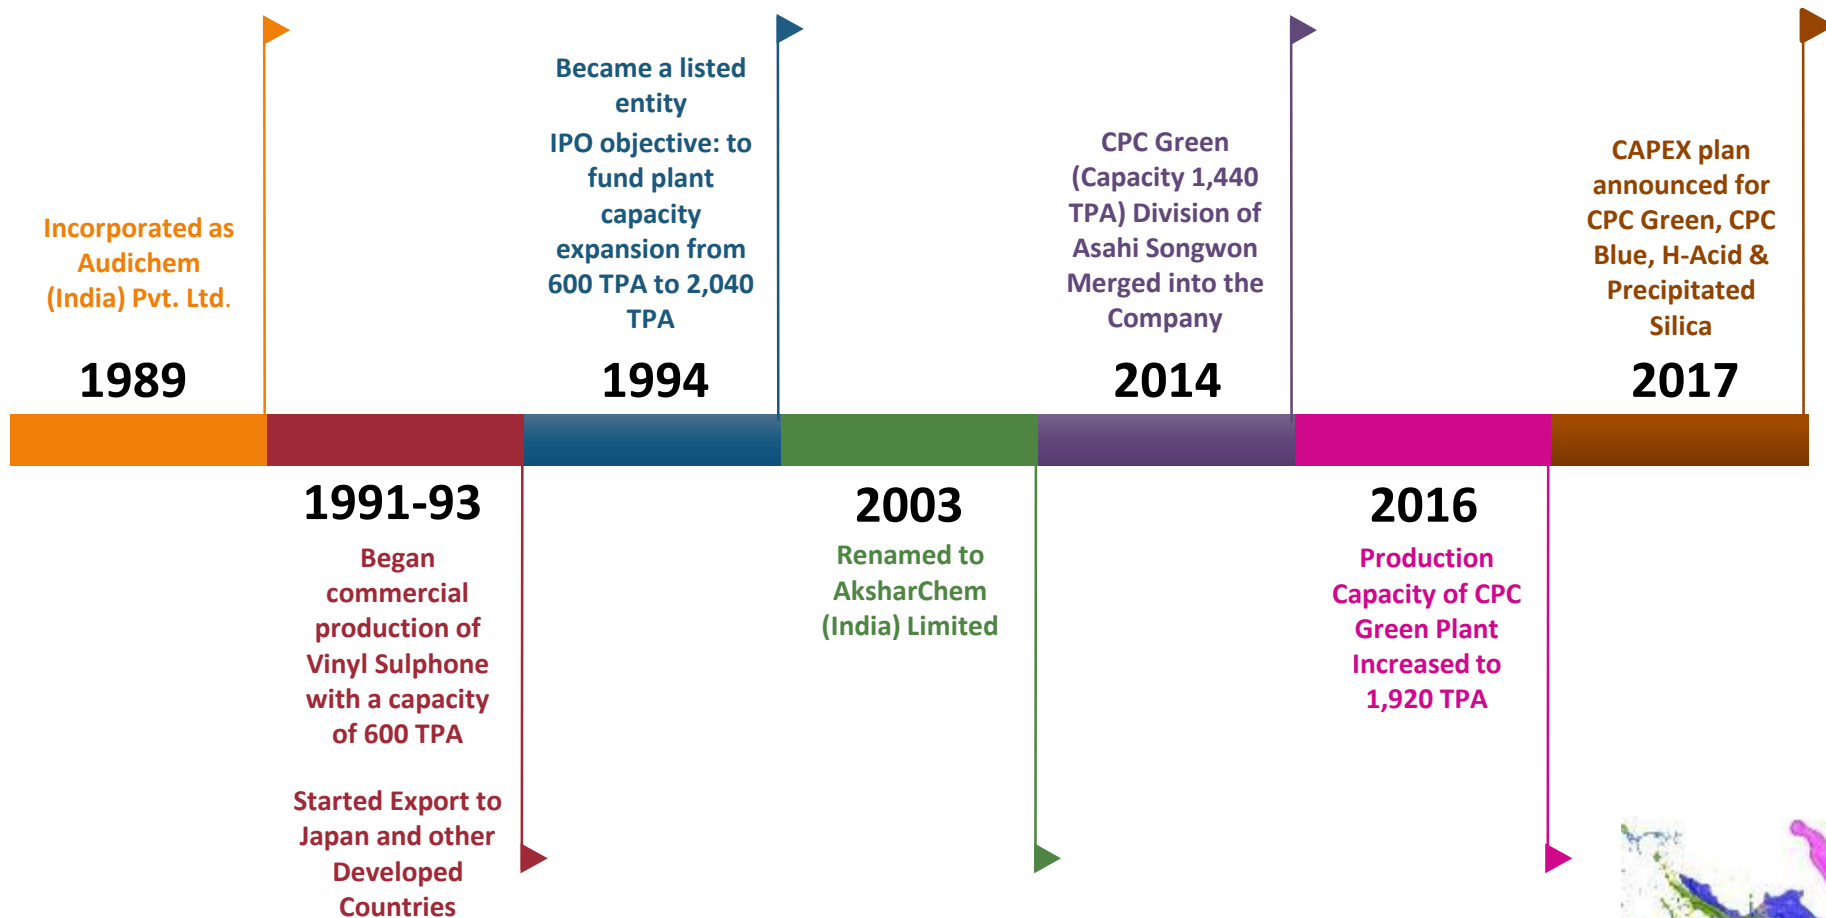 Incorporated as
Audichem
(India) Pvt. Ltd.
1989
1991-93
Began
commercial
production of
Vinyl Sulphone
with a capacity
of 600 TPA
Started Export to
Japan and other
Developed
Countries
Became a listed
entity
IPO objective: to
fund plant
capacity
expansion from
600 TPA to 2,040
TPA
1994
2003
Renamed to
AksharChem
(India) Limited
CPC Green
(Capacity 1,440
TPA) Division of
Asahi Songwon
Merged into the
Company
2014
2016
Production
Capacity of CPC
Green Plant
Increased to
1,920 TPA
CAPEX plan
announced for
CPC Green, CPC
Blue, H-Acid &
Precipitated
Silica
2017